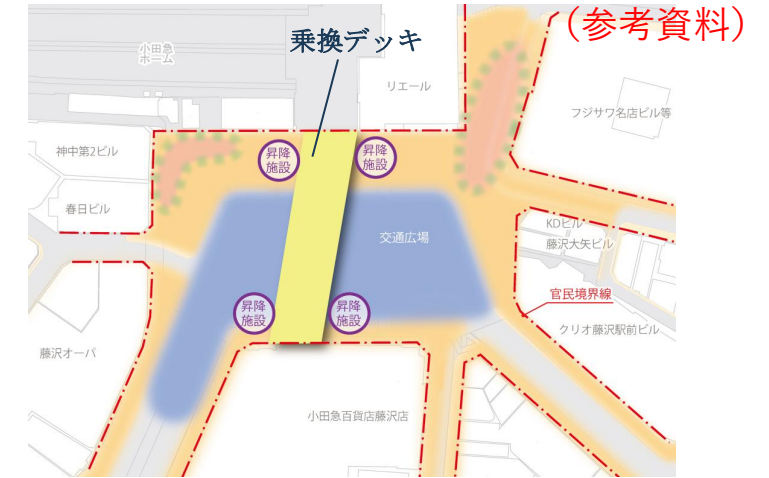 （参考資料）
乗換デッキ
小田急
ホーム
リエール
フジサワ名店ビル等
神中第2ビル
昇降
施設
昇降
施設
春日ビル
KDビル
交通広場
藤沢大矢ビル
官民境界線
昇降
施設
昇降
施設
クリオ藤沢駅前ビル
藤沢オーパ
小田急百貨店藤沢店